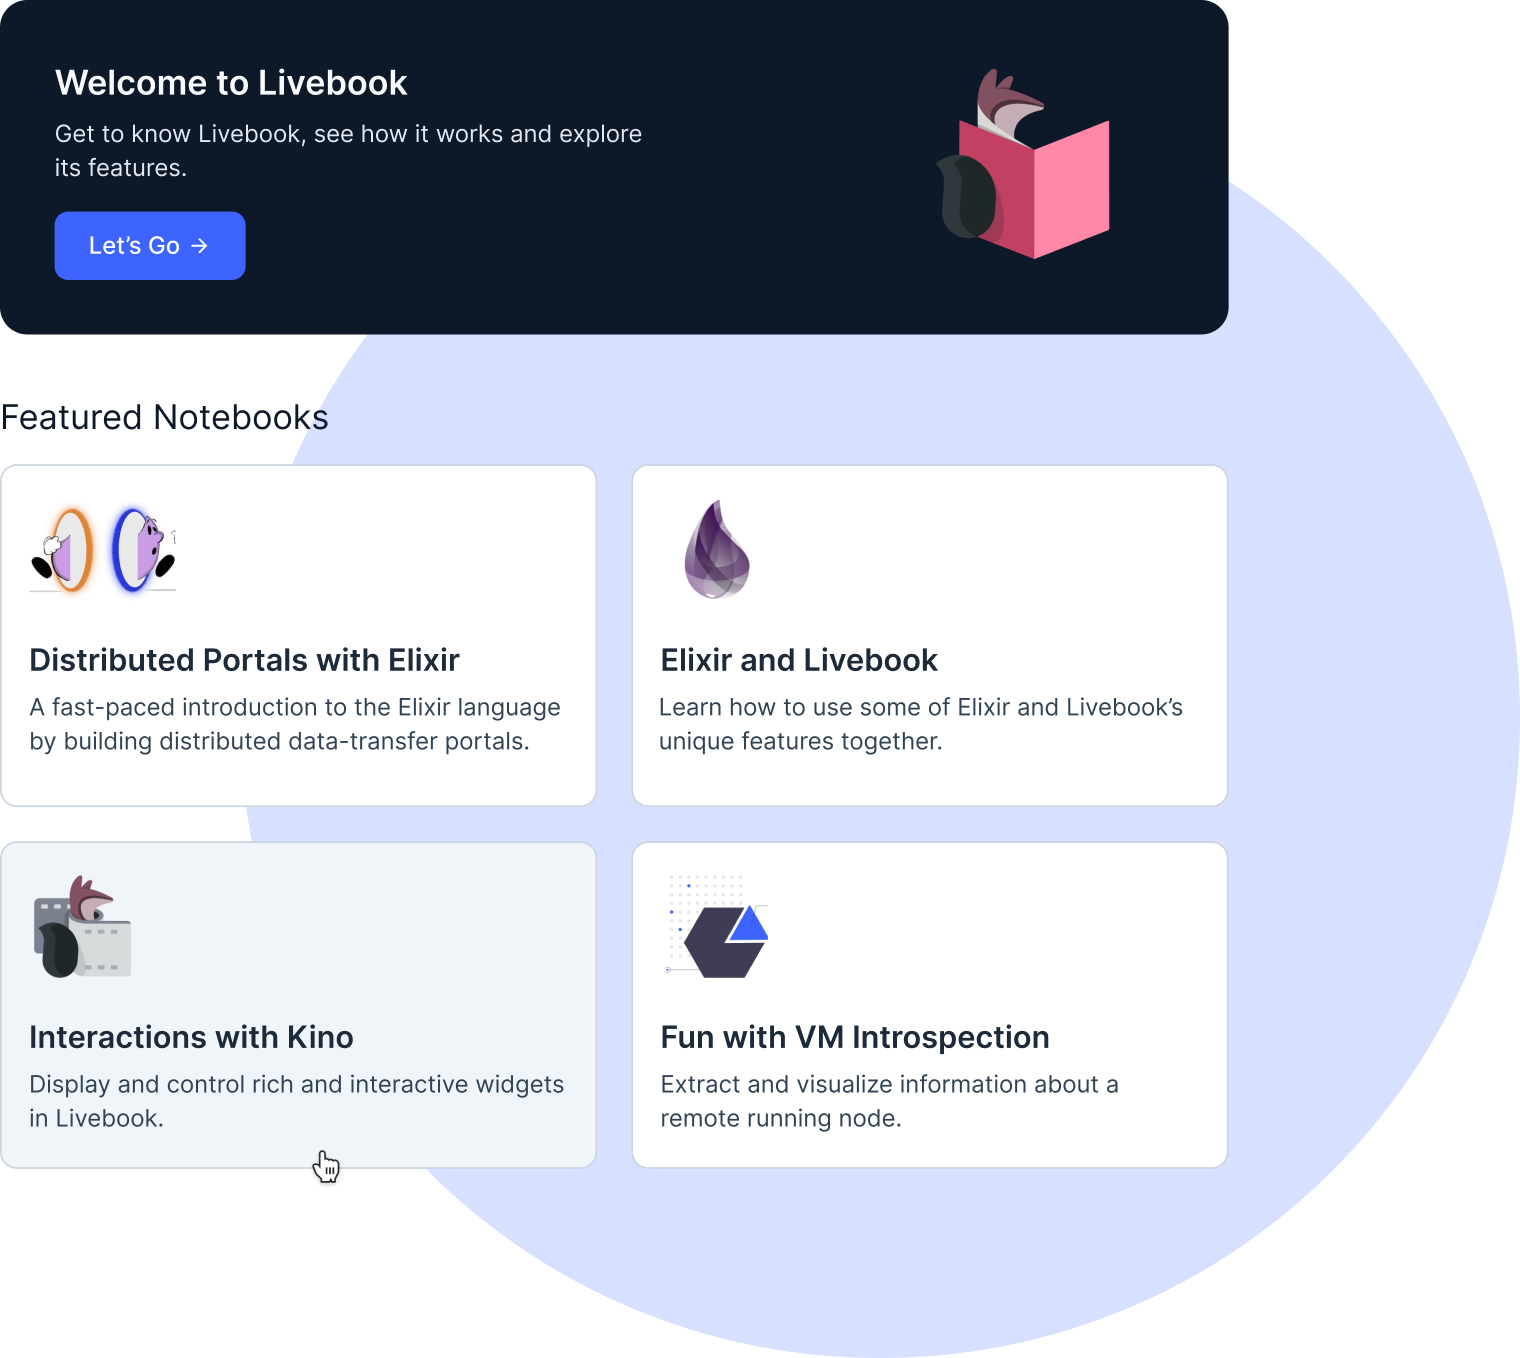 Welcome to Livebook
Get to know Livebook, see how it works and explore
its features.
Let’s Go →
Featured Notebooks
Distributed Portals with Elixir
A fast-paced introduction to the Elixir language
by building distributed data-transfer portals.
Elixir and Livebook
Learn how to use some of Elixir and Livebook’s
unique features together.
Interactions with Kino
Display and control rich and interactive widgets
in Livebook.
Fun with VM Introspection
Extract and visualize information about a
remote running node.